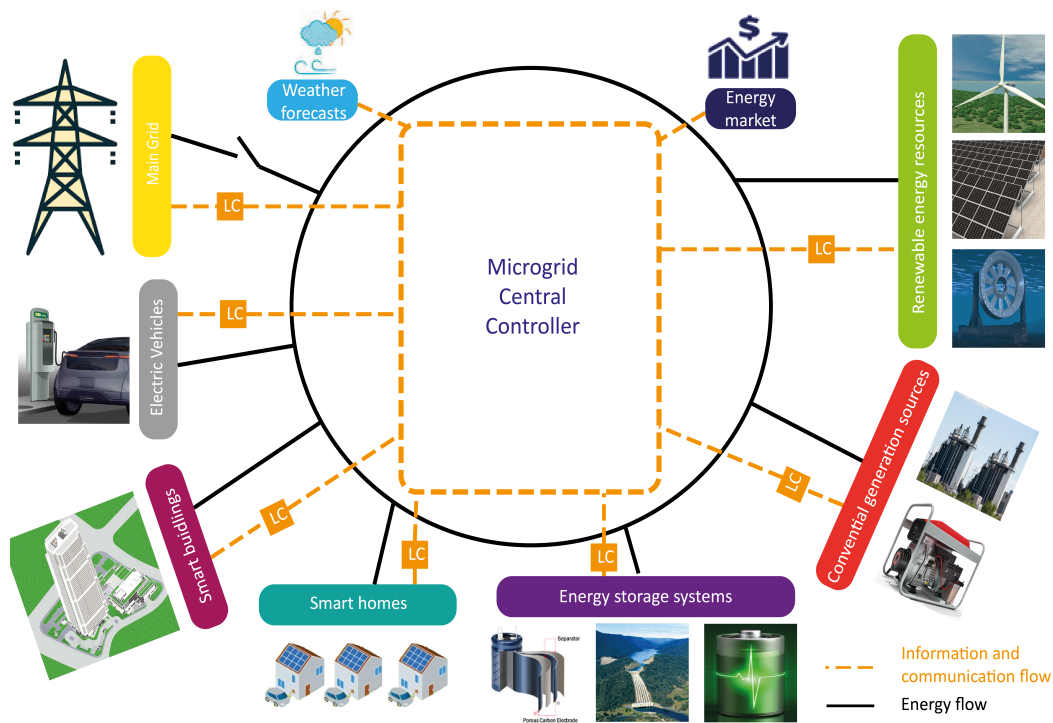 Weather
forecasts
$
Energy
market
Main Grid
LC
Renewable energy resources
LC
Microgrid
Central
Controller
Electric Vehicles
LC
Convential generation sources
LC
Smart buidlings
LC
Smart homes
LC
Energy storage systems
LC
Separator
Porous Carbon Electrode
Information and
communication flow
Energy flow